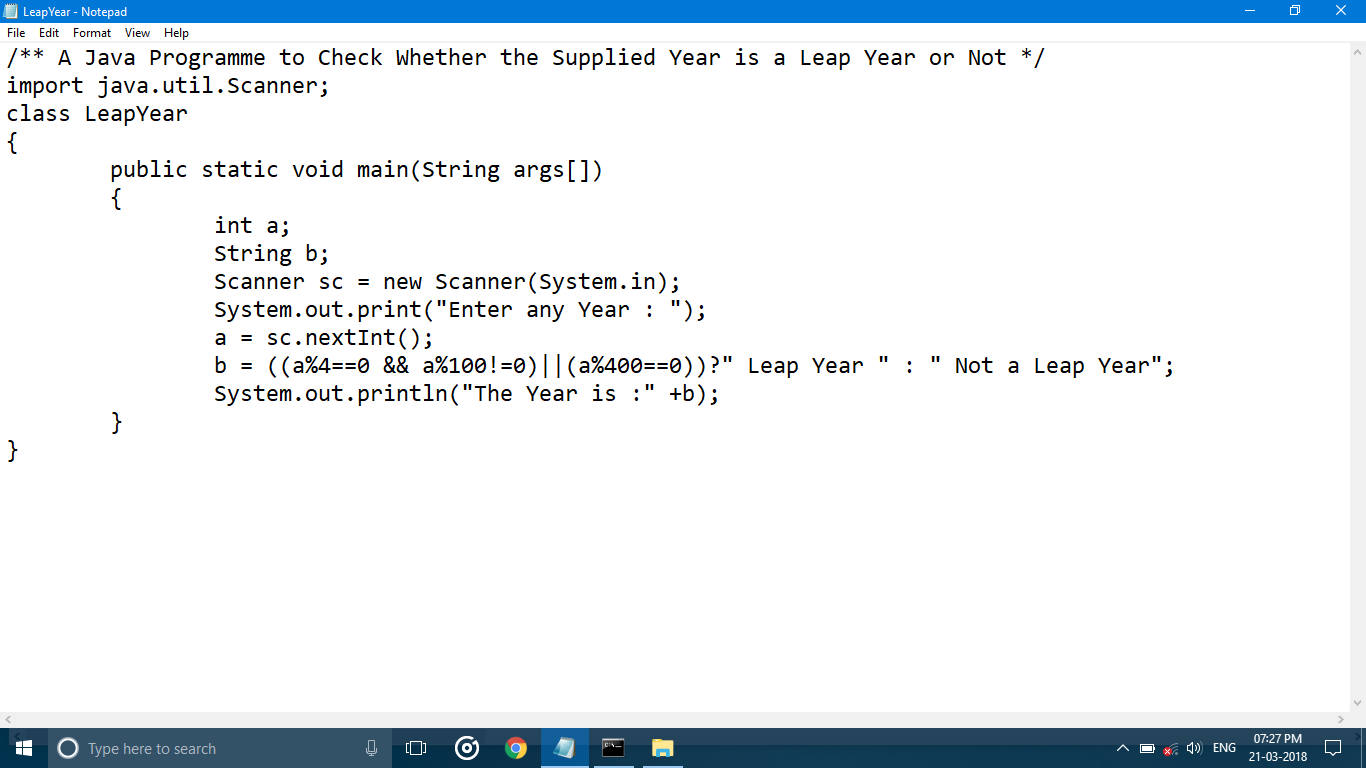 LeapYear - Notepad
File Edit Format View Help
/** A Java Programme to Check Whether the Supplied Year is a Leap Year or Not */
import java.util.Scanner;
class LeapYear
{
        public static void main(String args[])
        {
                int a;
                String b;
                Scanner sc = new Scanner(System.in);
                System.out.print("Enter any Year : ");
                a = sc.nextInt();
                b = ((a%4==0 && a%100!=0)||(a%400==0))?" Leap Year " : " Not a Leap Year";
                System.out.println("The Year is :" +b);
        }
}
Type here to search
ENG
07:27 PM
21-03-2018